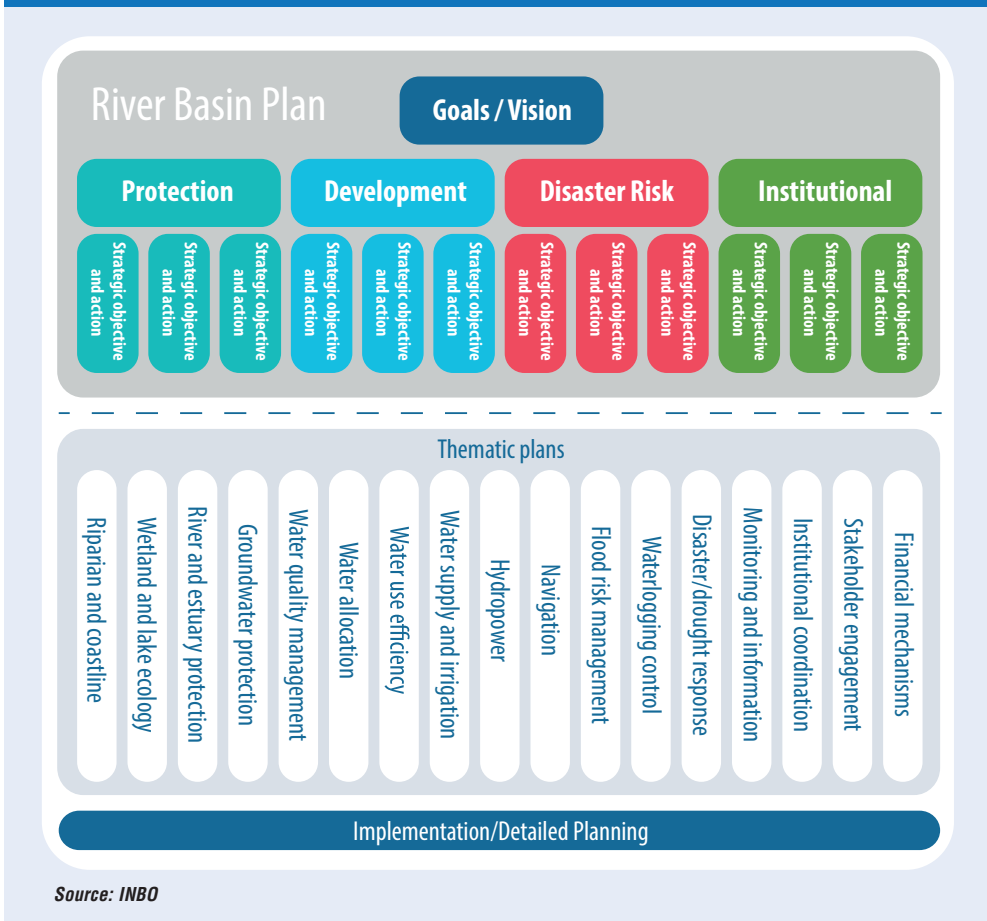 River Basin Plan
Goals / Vision
Protection
Development
Disaster Risk
Institutional
Strategic objective
and action
Strategic objective
and action
Strategic objective
and action
Strategic objective
and action
Strategic objective
and action
Strategic objective
and action
Strategic objective
and action
Strategic objective
and action
Strategic objective
and action
Strategic objective
and action
Strategic objective
and action
Strategic objective
and action
Thematic plans
Riparian and coastline
Wetland and lake ecology
River and estuary protection
Groundwater protection
Water quality management
Water allocation
Water use efficiency
Water supply and irrigation
Hydropower
Navigation
Flood risk management
Waterlogging control
Disaster/drought response
Monitoring and information
Institutional coordination
Stakeholder engagement
Financial mechanisms
Implementation/Detailed Planning
Source: INBO